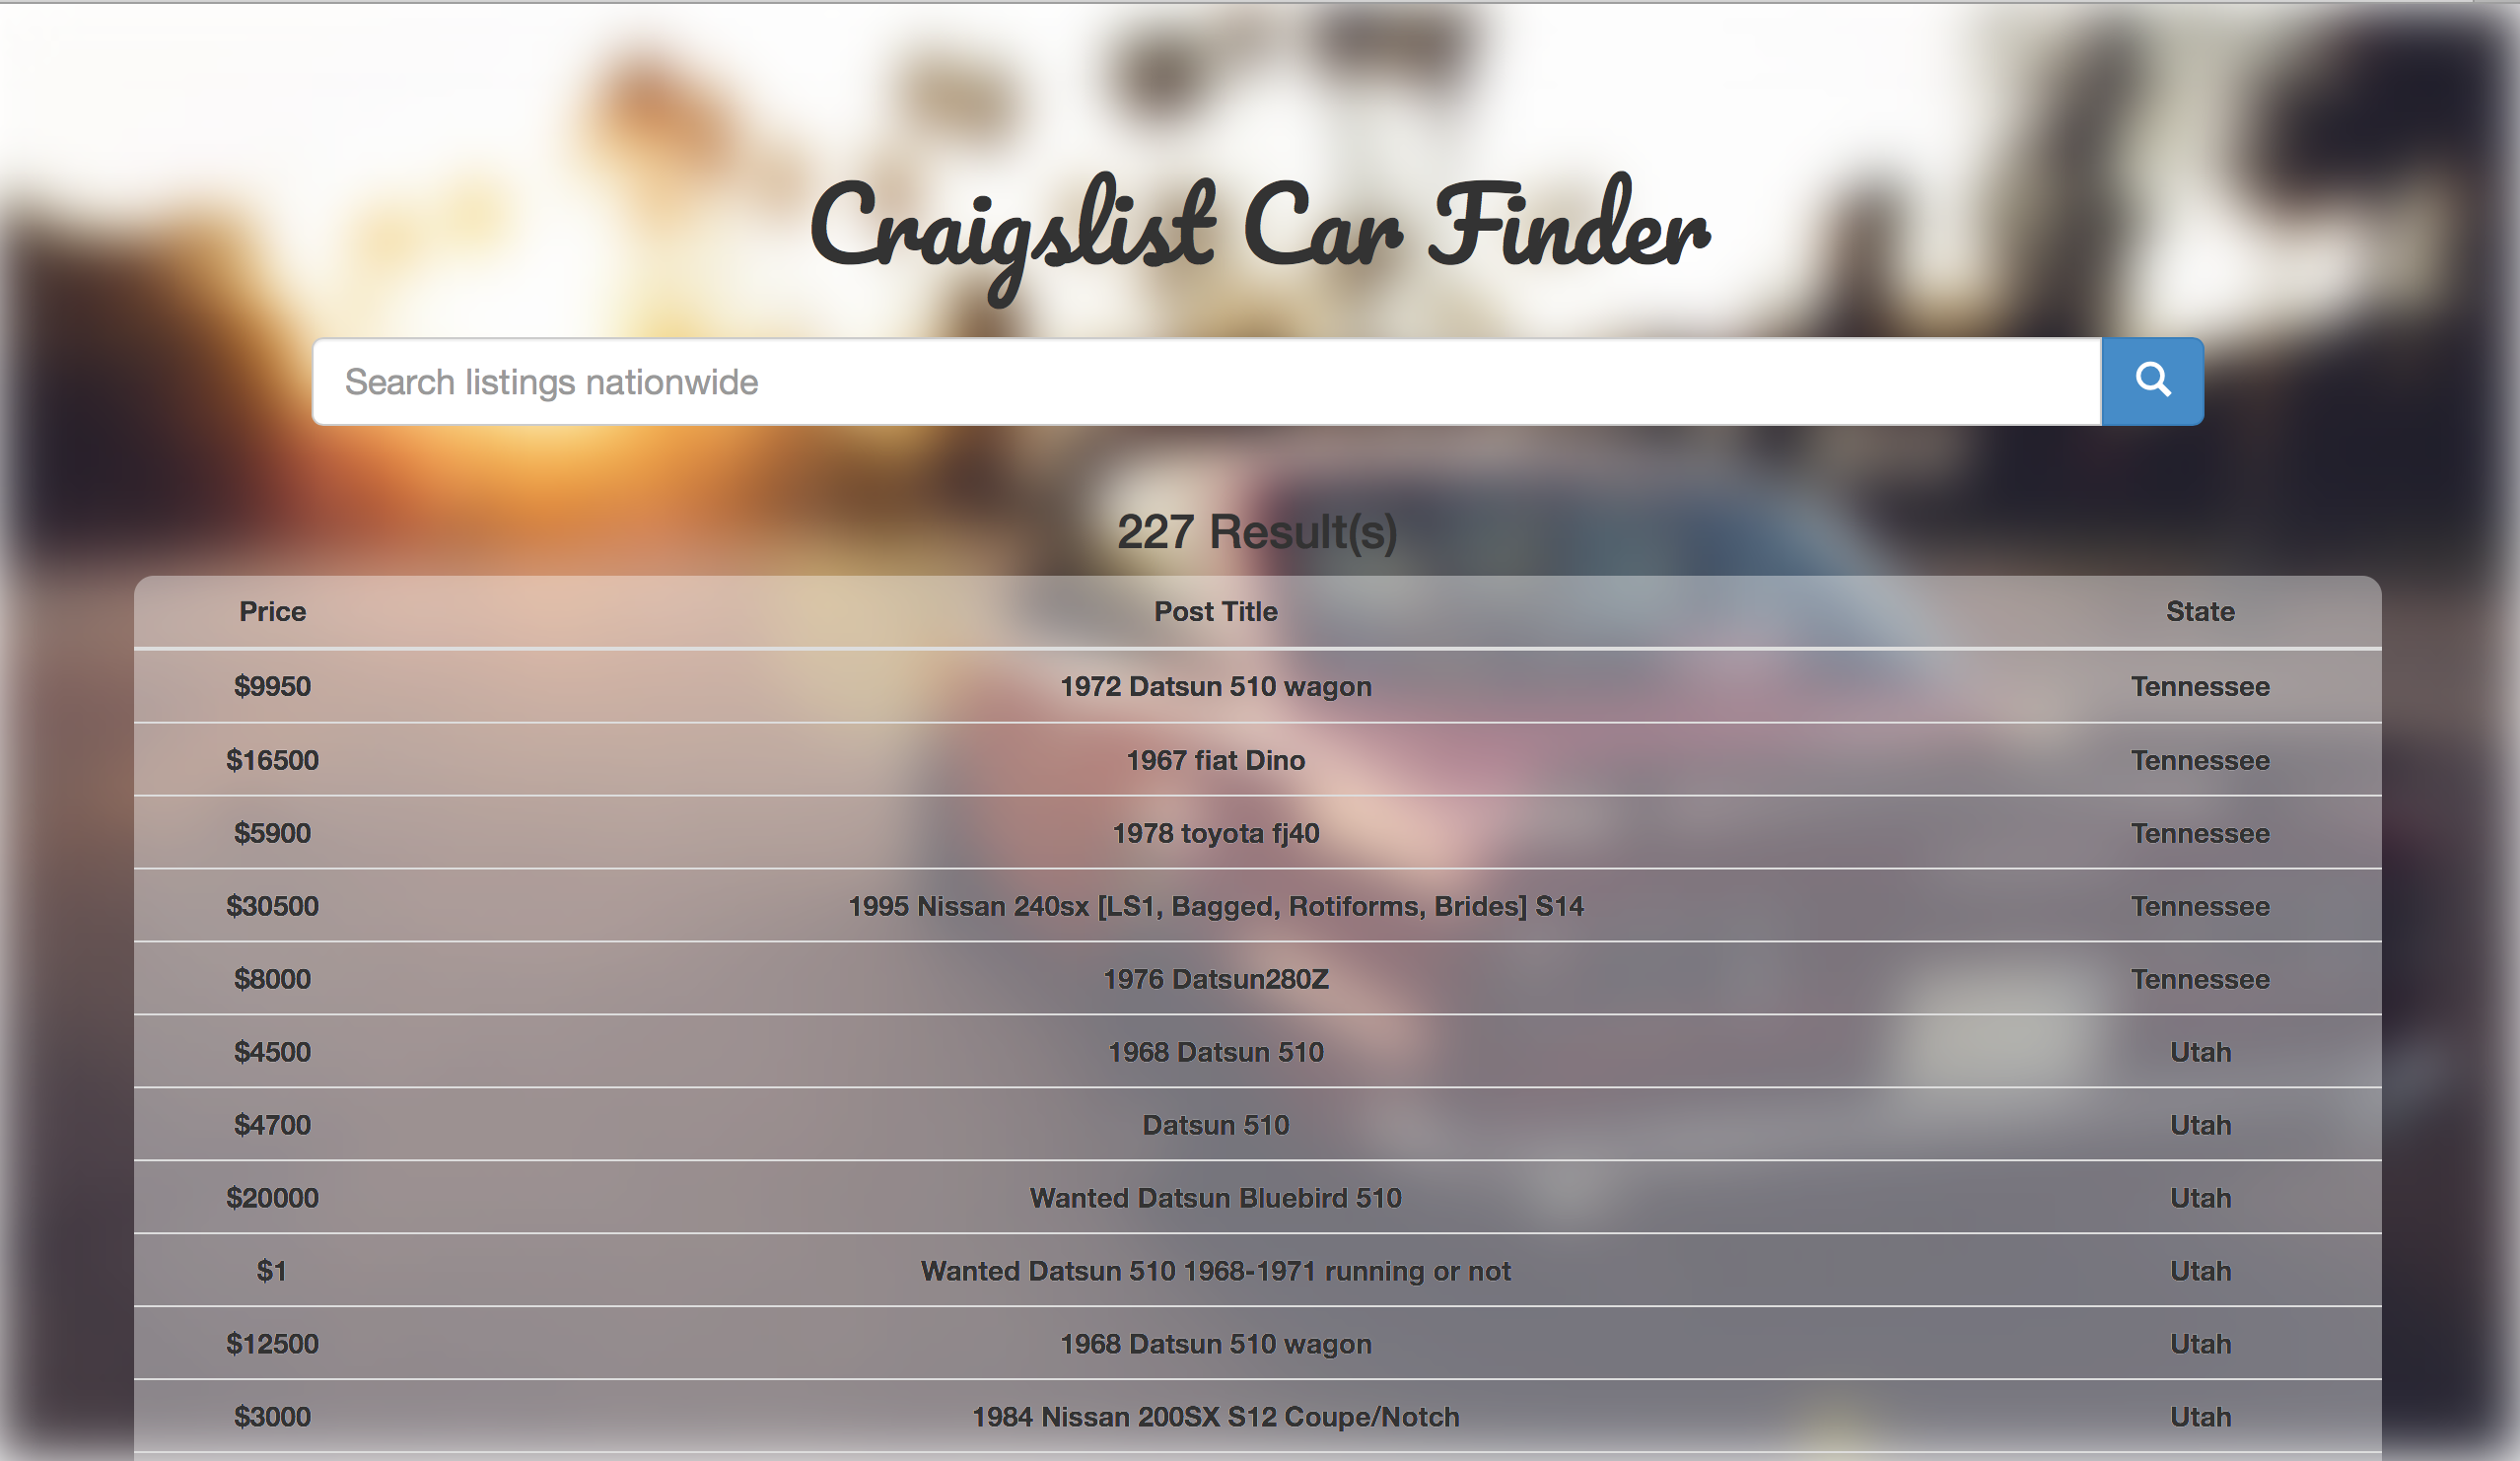 Craigslist Car Finder
Search listings nationwide
227 Result(s)
Price Post Title State
$9950 1972 Datsun 510 wagon Tennessee
$16500 1967 fiat Dino Tennessee
$5900 1978 toyota fj40 Tennessee
$30500 1995 Nissan 240sx [LS1, Bagged, Rotiforms, Brides] S14 Tennessee
$8000 1976 Datsun280Z Tennessee
$4500 1968 Datsun 510 Utah
$4700 Datsun 510 Utah
$20000 Wanted Datsun Bluebird 510 Utah
$1 Wanted Datsun 510 1968-1971 running or not Utah
$12500 1968 Datsun 510 wagon Utah
$3000 1984 Nissan 200SX S12 Coupe/Notch Utah